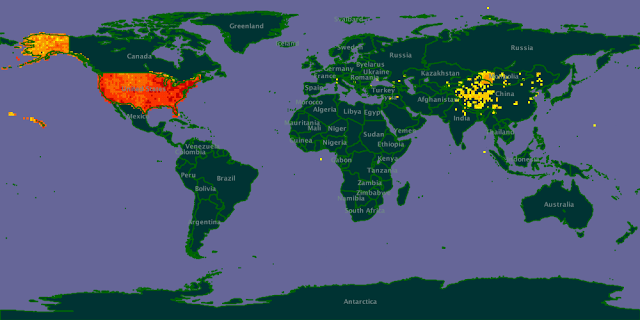 Greenland
Sweden
Russia
Canada
Russia
Germany
Belarus
Ukraine
France
Romania
Kazakhstan
Mongolia
United States
Spain
Turkey
Afghanistan
China
Morocco
Algeria
Libya
Egypt
Mexico
India
Mauritania
Mali
Niger
Sudan
Yemen
Thailand
Guinea
Nigeria
Ethiopia
Venezuela
Colombia
Gabon
Kenya
Indonesia
Peru
Brazil
Tanzania
Bolivia
Zambia
Zimbabwe
Namibia
Australia
South Africa
Argentina
Antarctica